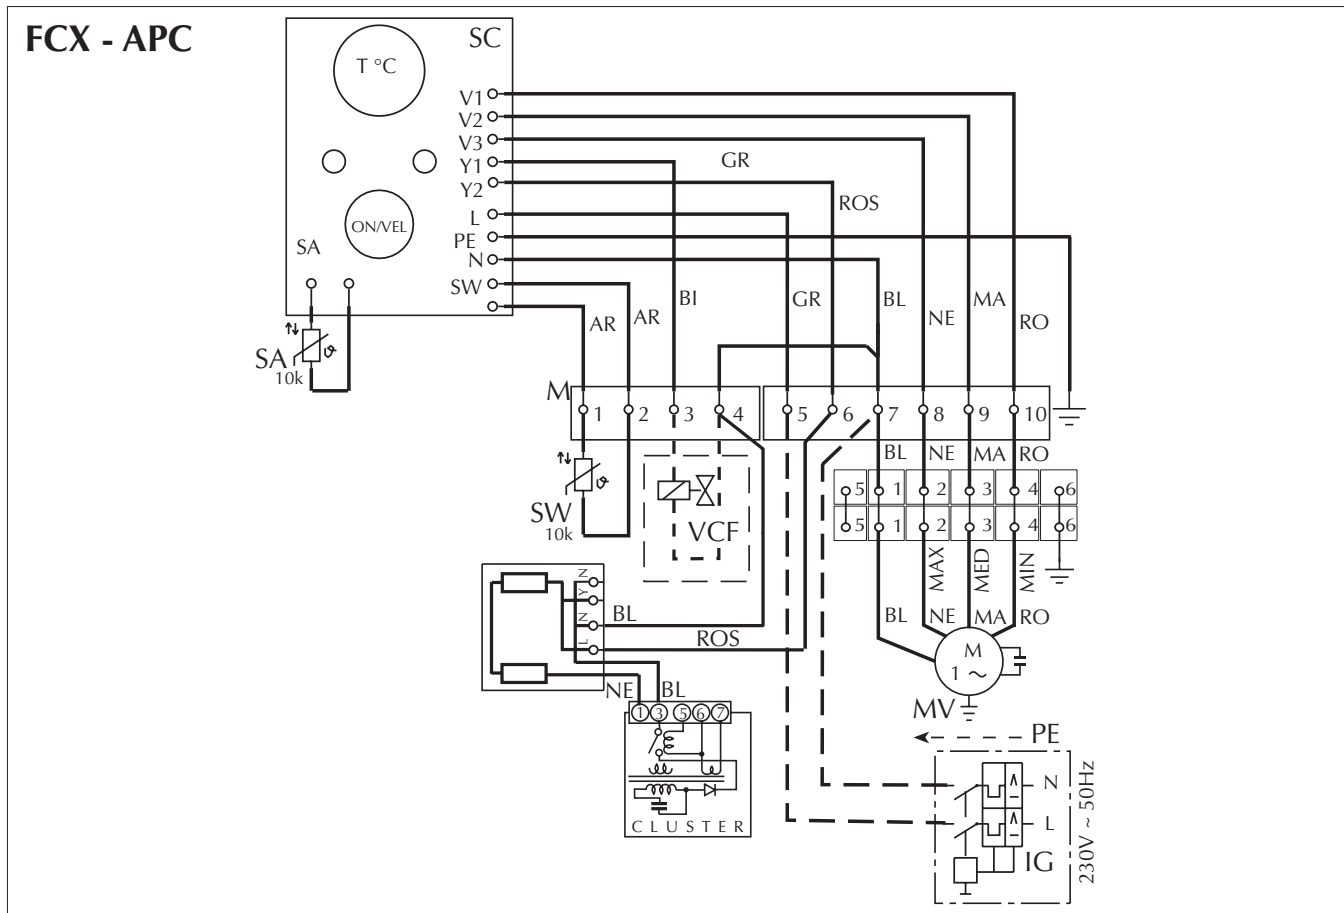 FCX - APC
SC
T °C
V1
V2
V3
Y1
GR
Y2
ROS
L
ON/VEL
PE
SA
N
SW
BI
GR
BL
MA
NE
RO
AR
AR
SA
10k
M
1
2
3
4
5
6
7
8
9
10
BL
NE
MA
RO
5
1
2
3
4
6
SW
10k
VCF
5
1
2
3
4
6
MAX
MED
MIN
N
Y
N
L
BL
ROS
BL
NE
MA
RO
M
1 ~
NE
BL
MV
1
3
5
6
7
PE
N
L
IG
230V ~ 50Hz
CLUSTER